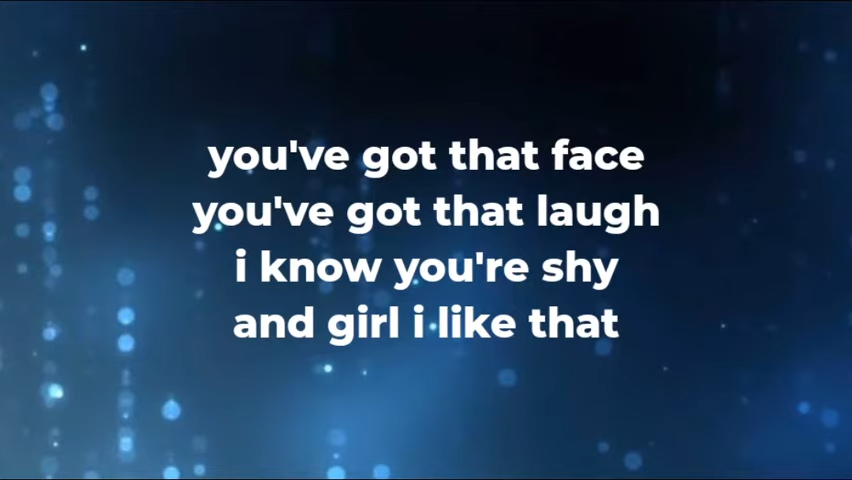 you've got that face
you've got that laugh
i know you're shy
and girl i like that